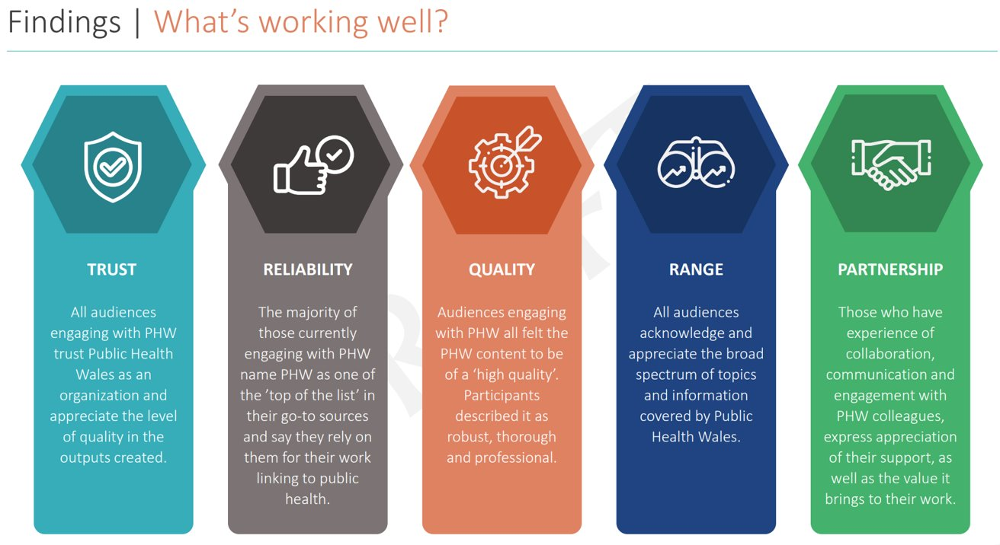 Findings | What’s working well?
TRUST
All audiences
engaging with PHW
trust Public Health
Wales as an
organization and
appreciate the level
of quality in the
outputs created.
RELIABILITY
The majority of
those currently
engaging with PHW
name PHW as one of
the ’top of the list’ in
their go-to sources
and say they rely on
them for their work
linking to public
health.
QUALITY
Audiences engaging
with PHW all felt the
PHW content to be
of a ‘high quality’.
Participants
described it as
robust, thorough
and professional.
RANGE
All audiences
acknowledge and
appreciate the broad
spectrum of topics
and information
covered by Public
Health Wales.
PARTNERSHIP
Those who have
experience of
collaboration,
communication and
engagement with
PHW colleagues,
express appreciation
of their support, as
well as the value it
brings to their work.